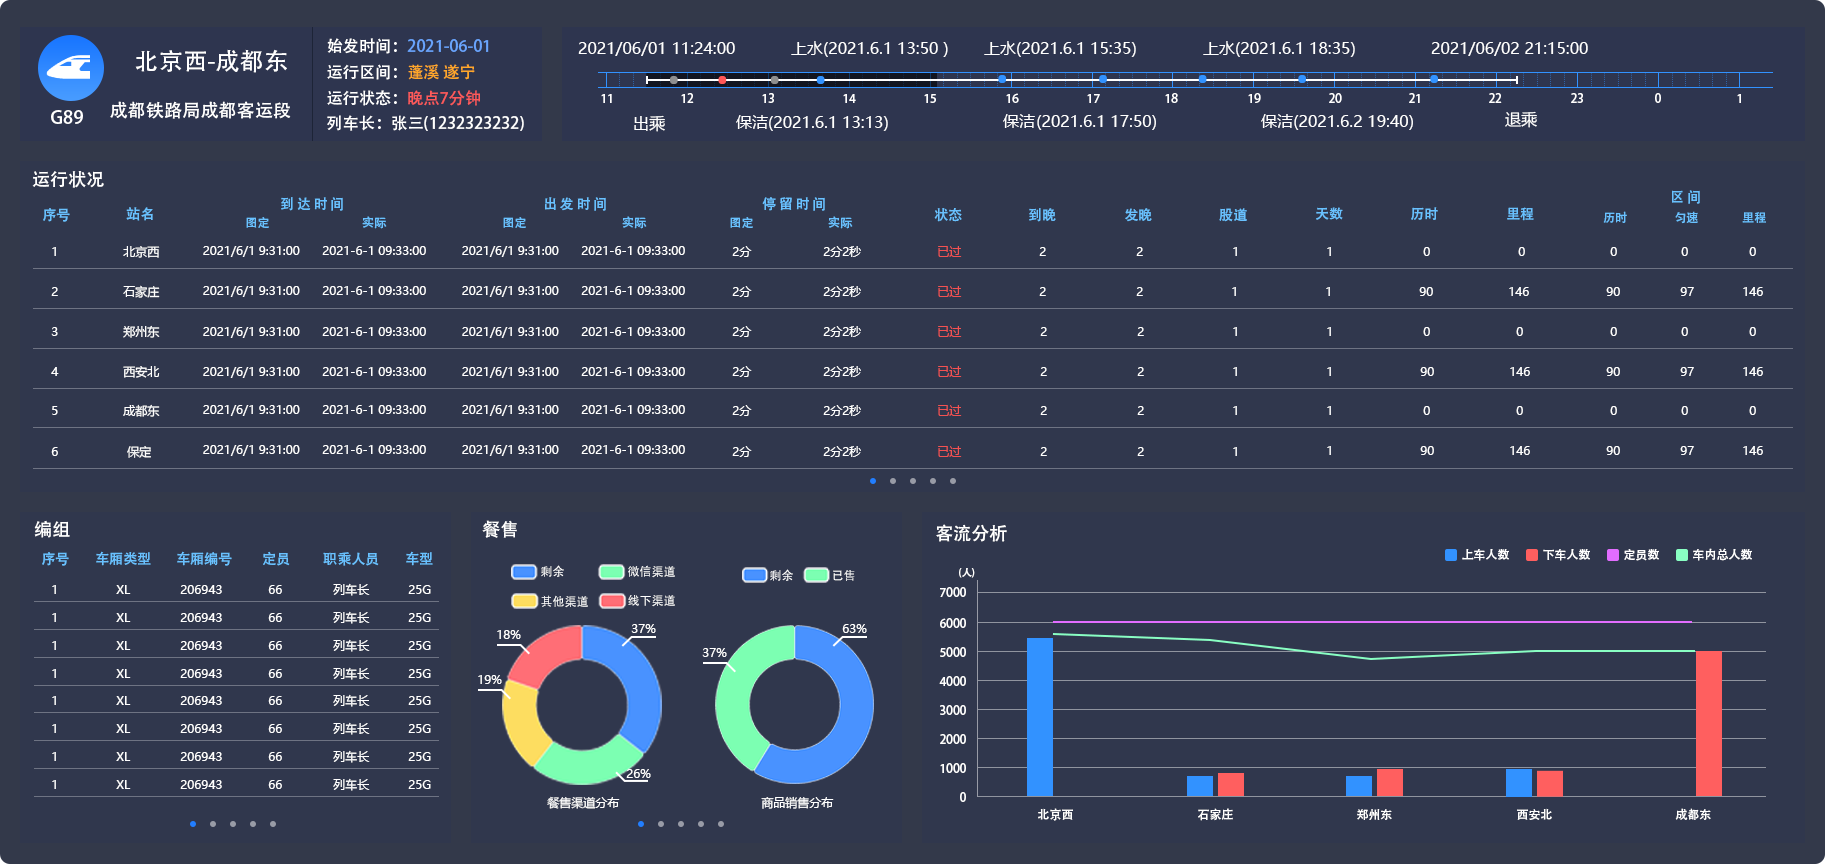 北京西-成都东
G89
成都铁路局成都客运段
始发时间：2021-06-01
运行区间：蓬溪 遂宁
运行状态：晚点7分钟
列车长：张三(1232323232)
2021/06/01 11:24:00 上水(2021.6.1 13:50 ) 上水(2021.6.1 15:35) 上水(2021.6.1 18:35) 2021/06/02 21:15:00
11 12 13 14 15 16 17 18 19 20 21 22 23 0 1
出乘 保洁(2021.6.1 13:13) 保洁(2021.6.1 17:50) 保洁(2021.6.2 19:40) 退乘
运行状况
序号 站名 到达时间 出发时间 停留时间 状态 到晚 发晚 股道 天数 历时 里程 区间
图定 实际 图定 实际 图定 实际 历时 匀速 里程
1 北京西 2021/6/1 9:31:00 2021-6-1 09:33:00 2021/6/1 9:31:00 2021-6-1 09:33:00 2分 2分2秒 已过 2 2 1 1 0 0 0 0 0
2 石家庄 2021/6/1 9:31:00 2021-6-1 09:33:00 2021/6/1 9:31:00 2021-6-1 09:33:00 2分 2分2秒 已过 2 2 1 1 90 146 90 97 146
3 郑州东 2021/6/1 9:31:00 2021-6-1 09:33:00 2021/6/1 9:31:00 2021-6-1 09:33:00 2分 2分2秒 已过 2 2 1 1 0 0 0 0 0
4 西安北 2021/6/1 9:31:00 2021-6-1 09:33:00 2021/6/1 9:31:00 2021-6-1 09:33:00 2分 2分2秒 已过 2 2 1 1 90 146 90 97 146
5 成都东 2021/6/1 9:31:00 2021-6-1 09:33:00 2021/6/1 9:31:00 2021-6-1 09:33:00 2分 2分2秒 已过 2 2 1 1 0 0 0 0 0
6 保定 2021/6/1 9:31:00 2021-6-1 09:33:00 2021/6/1 9:31:00 2021-6-1 09:33:00 2分 2分2秒 已过 2 2 1 1 90 146 90 97 146
编组
序号 车厢类型 车厢编号 定员 职乘人员 车型
1 XL 206943 66 列车长 25G
1 XL 206943 66 列车长 25G
1 XL 206943 66 列车长 25G
1 XL 206943 66 列车长 25G
1 XL 206943 66 列车长 25G
1 XL 206943 66 列车长 25G
1 XL 206943 66 列车长 25G
1 XL 206943 66 列车长 25G
餐售
剩余 微信渠道
其他渠道 线下渠道
18% 37%
19%
26%
餐售渠道分布
剩余 已售
63%
37%
商品销售分布
客流分析
上车人数 下车人数 定员数 车内总人数
(人)
7000
6000
5000
4000
3000
2000
1000
0
北京西 石家庄 郑州东 西安北 成都东